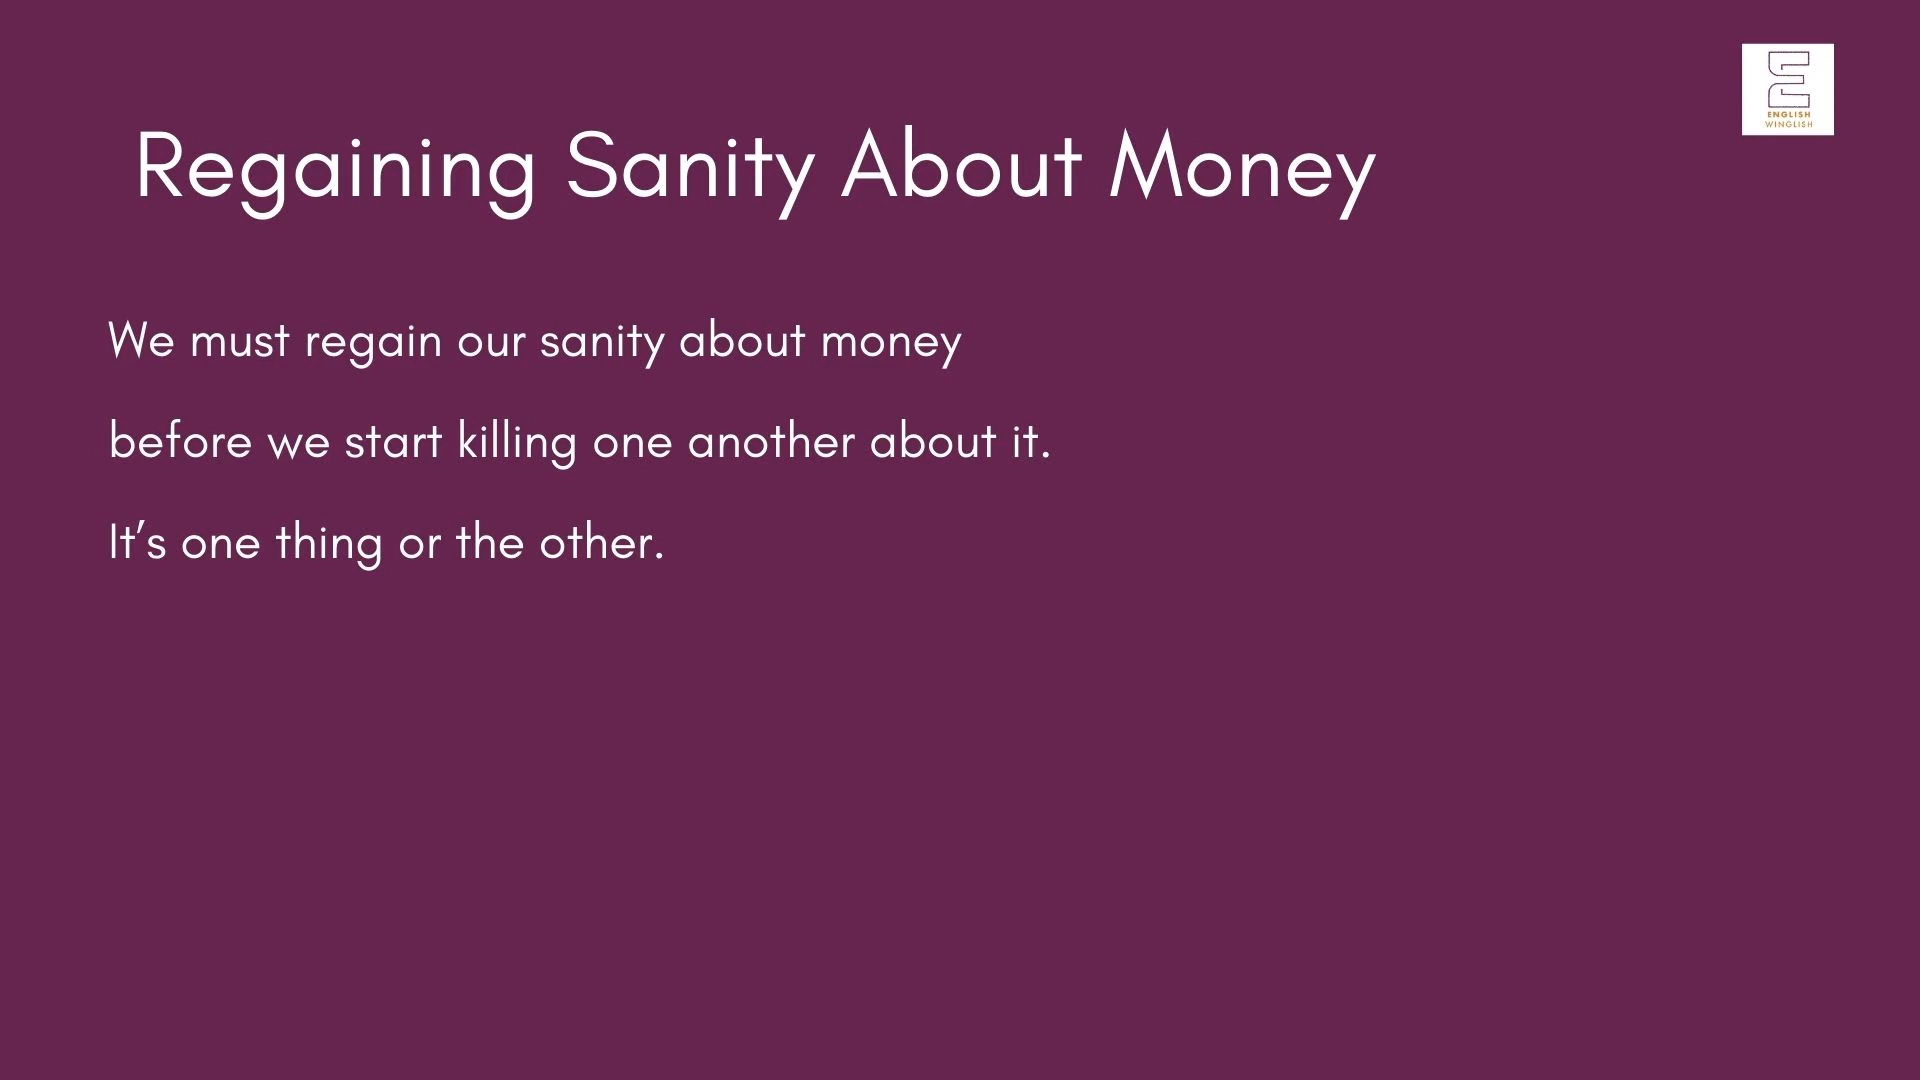 ENGLISH
WINGLISH
Regaining Sanity About Money
We must regain our sanity about money
before we start killing one another about it.
It’s one thing or the other.